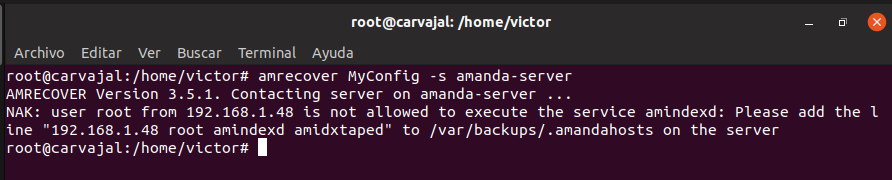 root@carvajal: /home/victor
Archivo Editar Ver Buscar Terminal Ayuda
root@carvajal:/home/victor# amrecover MyConfig -s amanda-server
AMRECOVER Version 3.5.1. Contacting server on amanda-server ...
NAK: user root from 192.168.1.48 is not allowed to execute the service amindexd: Please add the l
ine "192.168.1.48 root amindexd amidxtaped" to /var/backups/.amandahosts on the server
root@carvajal:/home/victor#